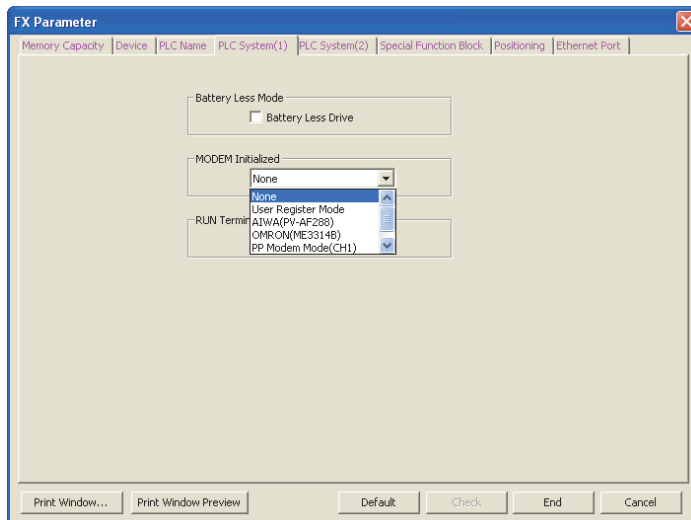 FX Parameter
Memory Capacity Device PLC Name PLC System(1) PLC System(2) Special Function Block Positioning Ethernet Port
Battery Less Mode
Battery Less Drive
MODEM Initialized
None
None
User Register Mode
AIWA(PV-AF288)
RUN Termin
OMRON(ME3314B)
PP Modem Mode(CH1)
Print Window... Print Window Preview Default Check End Cancel